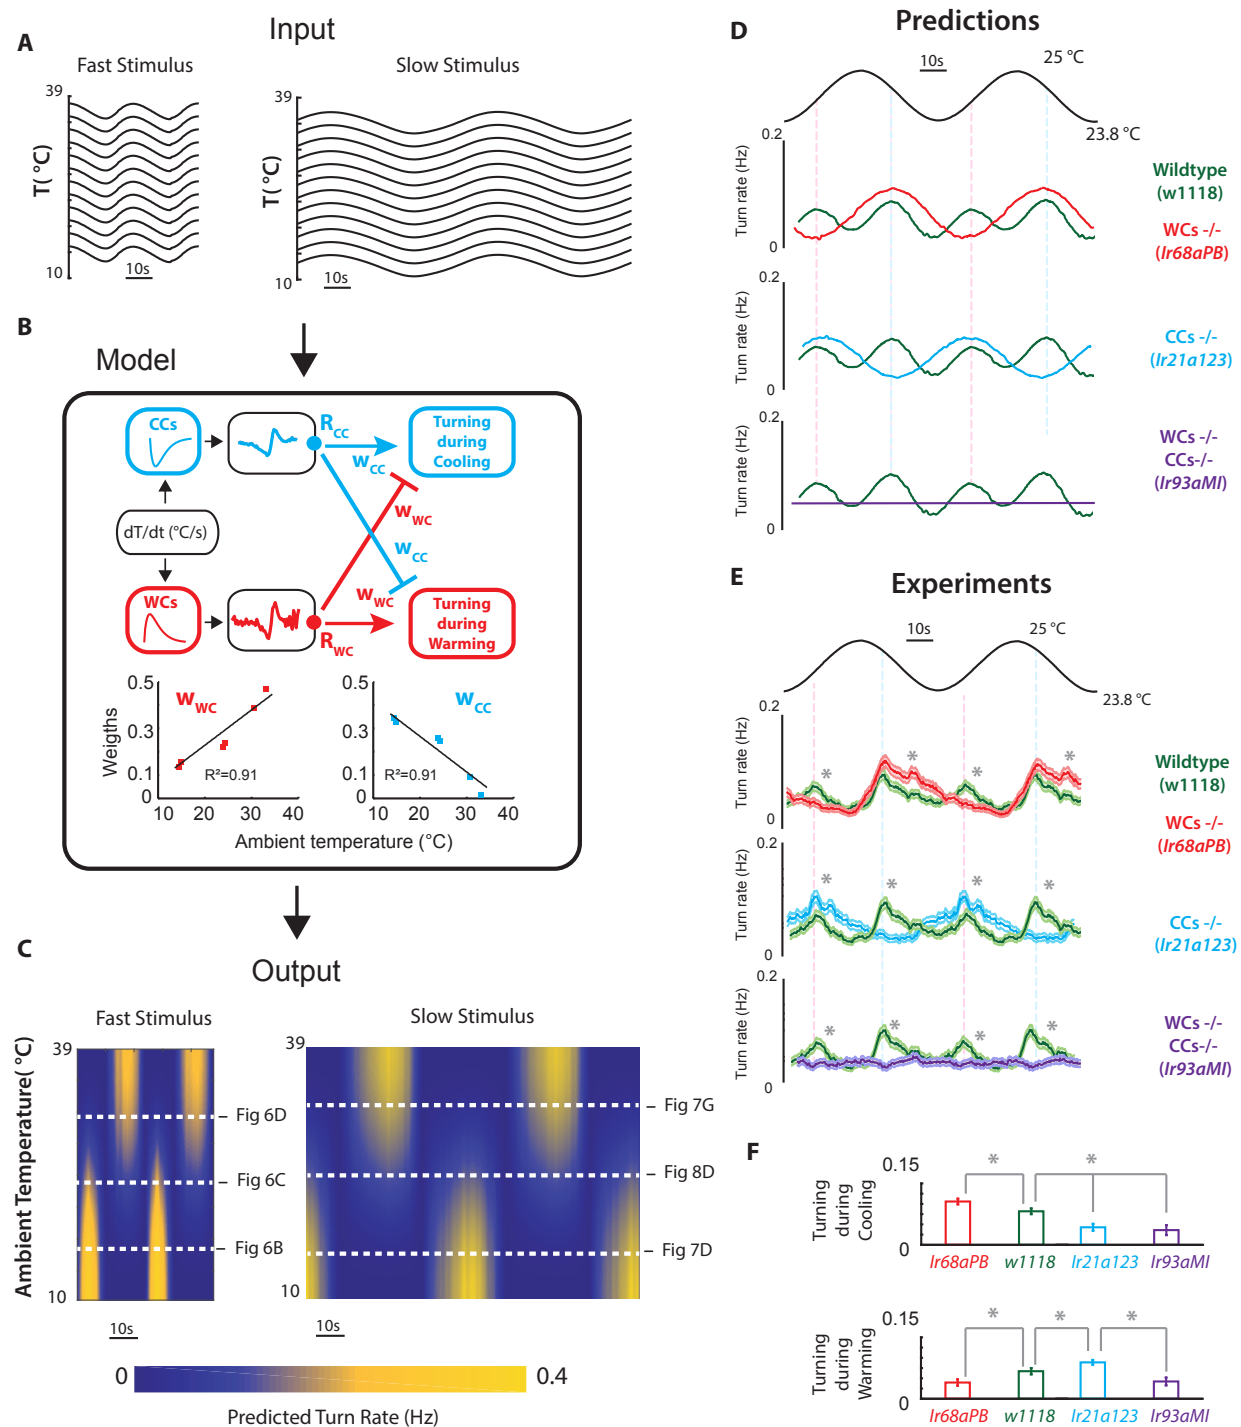 A
Input
Fast Stimulus
Slow Stimulus
39
T( °C)
10
10s
39
T( °C)
10
10s
B
Model
CCs
dT/dt (°C/s)
WCs
RCC
wCC
wWC
wCC
wWC
RWC
Turning
during
Cooling
Turning
during
Warming
Weigths
0.5
0.3
0.1
0
wWC
R²=0.91
10
20
30
40
0.5
0.3
0.1
0
wCC
R²=0.91
10
20
30
40
Ambient temperature (°C)
C
Output
Fast Stimulus
Slow Stimulus
Ambient Temperature( °C)
39
10
Fig 6D
Fig 6C
Fig 6B
10s
39
10
Fig 7G
Fig 8D
Fig 7D
10s
0
0.4
Predicted Turn Rate (Hz)
D
Predictions
10s
25 °C
23.8 °C
0.2
Turn rate (Hz)
0
Wildtype
(w1118)
WCs -/-
(Ir68aPB)
0.2
Turn rate (Hz)
0
CCs -/-
(Ir21a123)
0.2
Turn rate (Hz)
0
WCs -/-
CCs-/-
(Ir93aMI)
E
Experiments
10s
25 °C
23.8 °C
0.2
Turn rate (Hz)
0
* * * *
Wildtype
(w1118)
WCs -/-
(Ir68aPB)
0.2
Turn rate (Hz)
0
* * * *
CCs -/-
(Ir21a123)
0.2
Turn rate (Hz)
0
* * * *
WCs -/-
CCs-/-
(Ir93aMI)
F
Turning
during
Cooling
0.15
0
* *
Ir68aPB w1118 Ir21a123 Ir93aMI
Turning
during
Warming
0.15
0
* * *
Ir68aPB w1118 Ir21a123 Ir93aMI